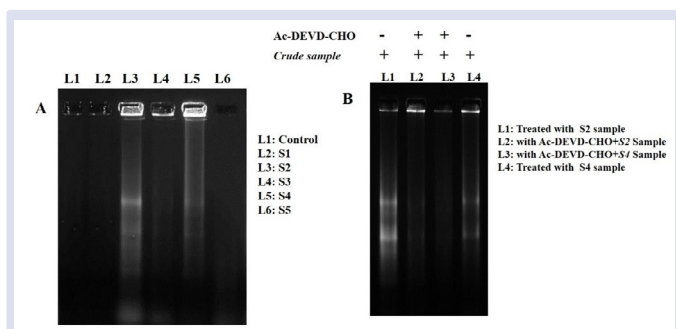 A
L1 L2 L3 L4 L5 L6
L1: Control
L2: S1
L3: S2
L4: S3
L5: S4
L6: S5
B
Ac-DEVD-CHO - + + -
Crude sample + + + +
L1 L2 L3 L4
L1: Treated with S2 sample
L2: with Ac-DEVD-CHO+S2 Sample
L3: with Ac-DEVD-CHO+S4 Sample
L4: Treated with S4 sample